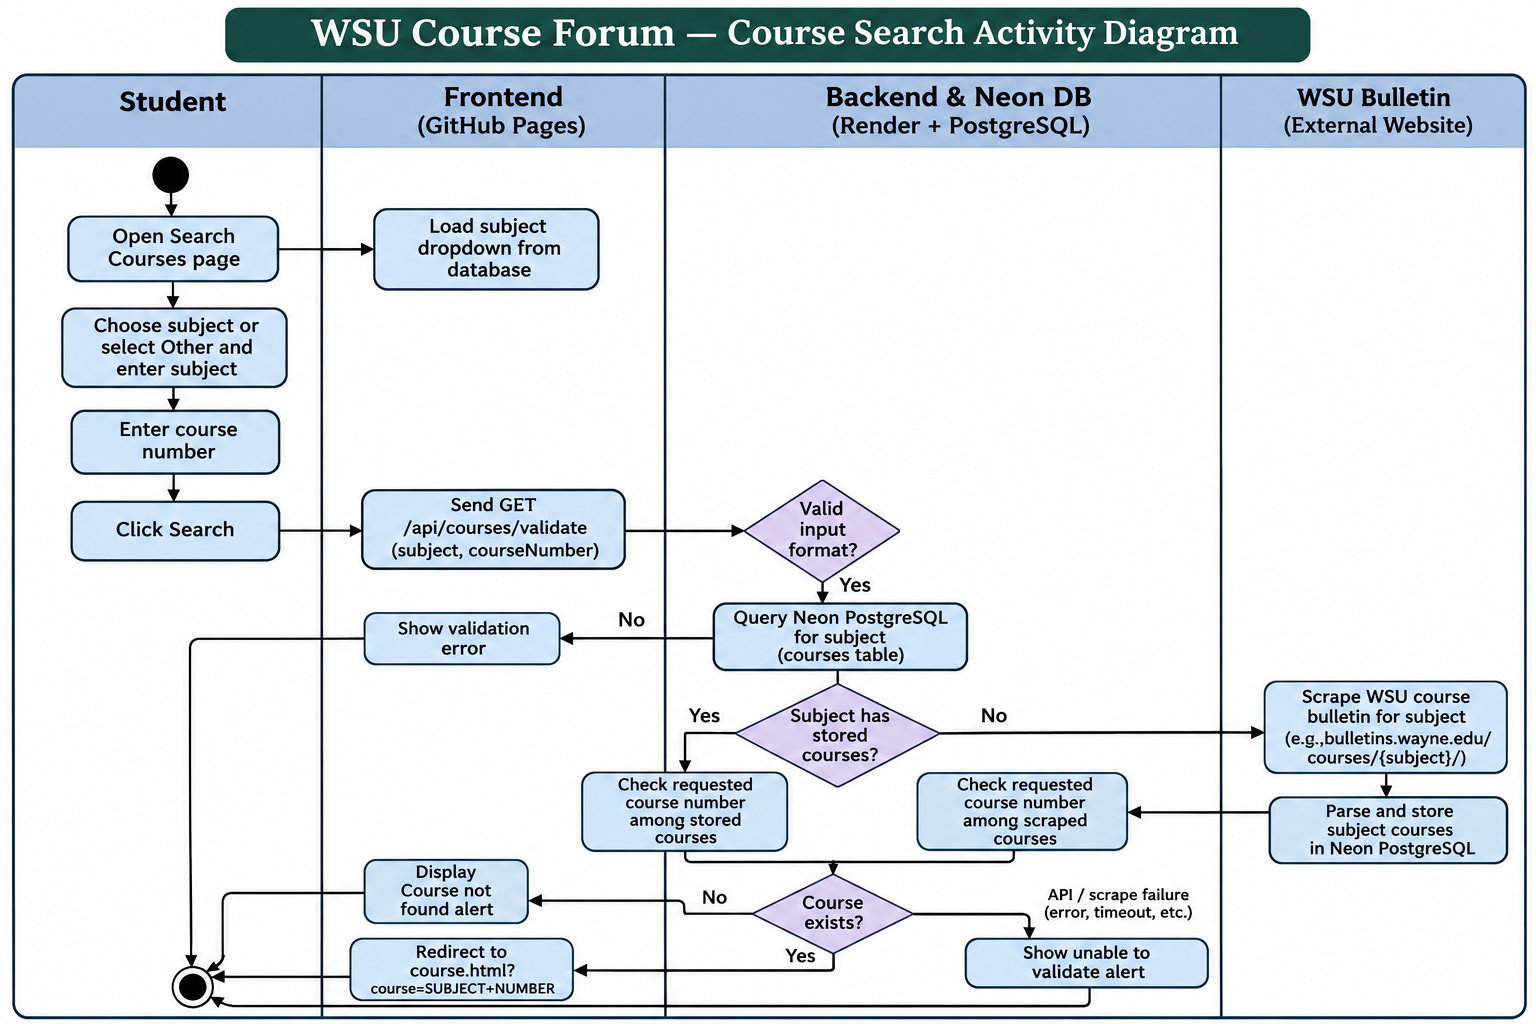 WSU Course Forum — Course Search Activity Diagram
Student
Frontend
(GitHub Pages)
Backend & Neon DB
(Render + PostgreSQL)
WSU Bulletin
(External Website)
Open Search
Courses page
Load subject
dropdown from
database
Choose subject or
select Other and
enter subject
Enter course
number
Click Search
Send GET
/api/courses/validate
(subject, courseNumber)
Valid
input
format?
Yes
Query Neon PostgreSQL
for subject
(courses table)
No
Show validation
error
Subject has
stored
courses?
Yes
No
Scrape WSU course
bulletin for subject
(e.g.,bulletins.wayne.edu/
courses/{subject}/)
Check requested
course number
among stored
courses
Check requested
course number
among scraped
courses
Parse and store
subject courses
in Neon PostgreSQL
Display
Course not
found alert
No
Course
exists?
API / scrape failure
(error, timeout, etc.)
Redirect to
course.html?
course=SUBJECT+NUMBER
Yes
Show unable to
validate alert